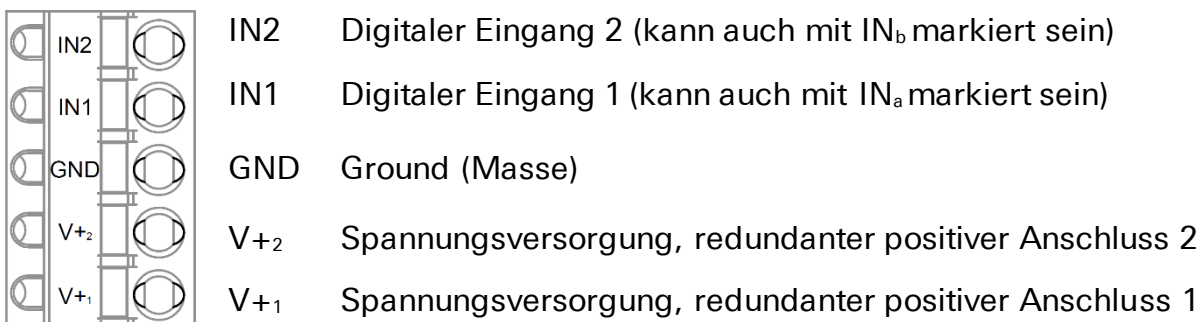 IN2 IN2 Digitaler Eingang 2 (kann auch mit INb markiert sein)
IN1 IN1 Digitaler Eingang 1 (kann auch mit INa markiert sein)
GND GND Ground (Masse)
V+₂ V+₂ Spannungsversorgung, redundanter positiver Anschluss 2
V+₁ V+₁ Spannungsversorgung, redundanter positiver Anschluss 1